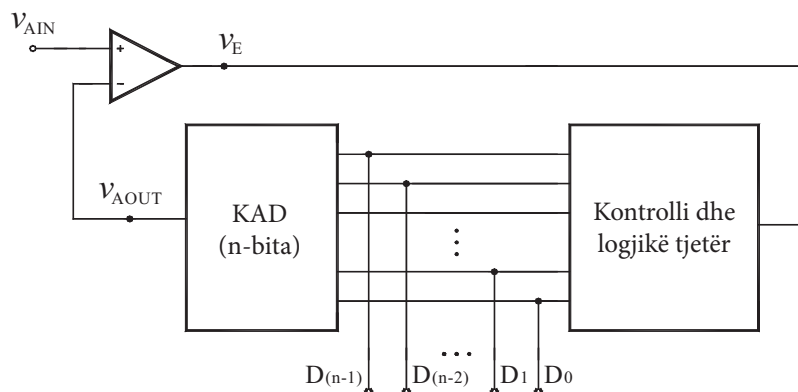 vAIN
+
−
vE
vAOUT
KAD
(n-bita)
Kontrolli dhe
logjikë tjetër
D(n-1)
D(n-2)
D1
D0